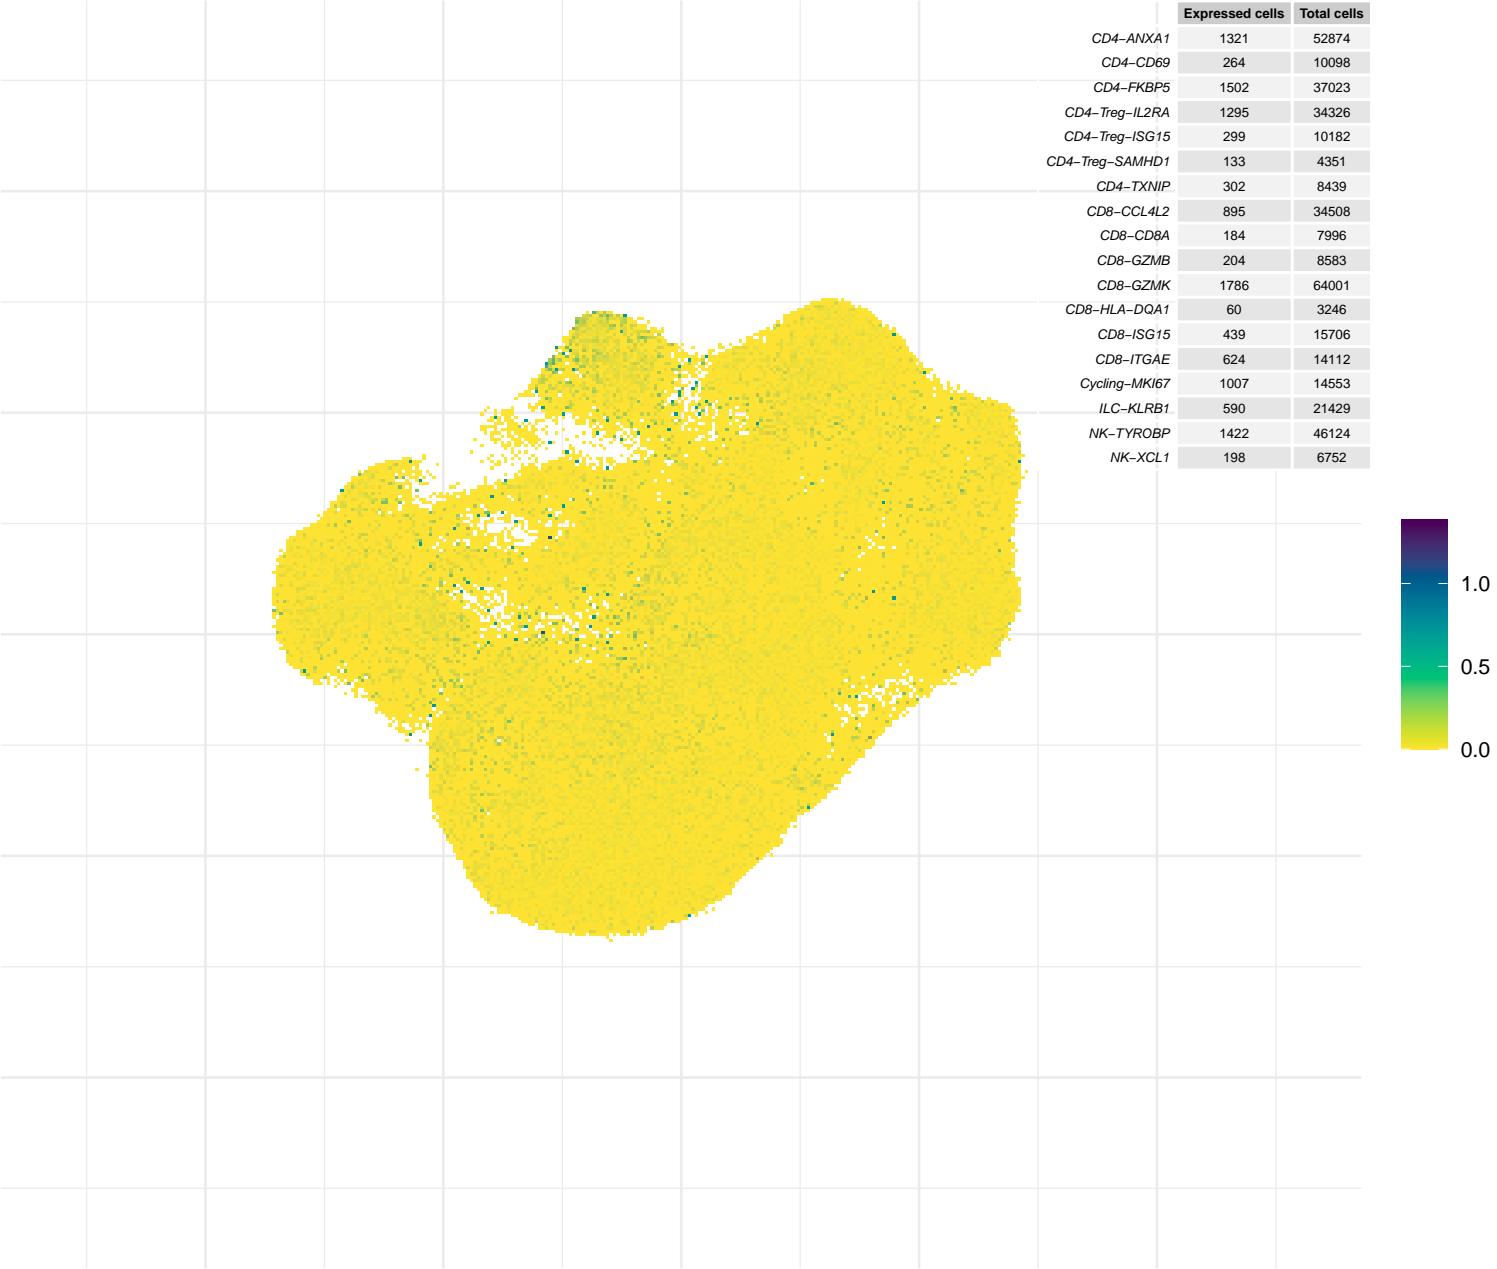 Expressed cells Total cells
CD4−ANXA1 1321 52874
CD4−CD69 264 10098
CD4−FKBP5 1502 37023
CD4−Treg−IL2RA 1295 34326
CD4−Treg−ISG15 299 10182
CD4−Treg−SAMHD1 133 4351
CD4−TXNIP 302 8439
CD8−CCL4L2 895 34508
CD8−CD8A 184 7996
CD8−GZMB 204 8583
CD8−GZMK 1786 64001
CD8−HLA−DQA1 60 3246
CD8−ISG15 439 15706
CD8−ITGAE 624 14112
Cycling−MKI67 1007 14553
ILC−KLRB1 590 21429
NK−TYROBP 1422 46124
NK−XCL1 198 6752
1.0
0.5
0.0